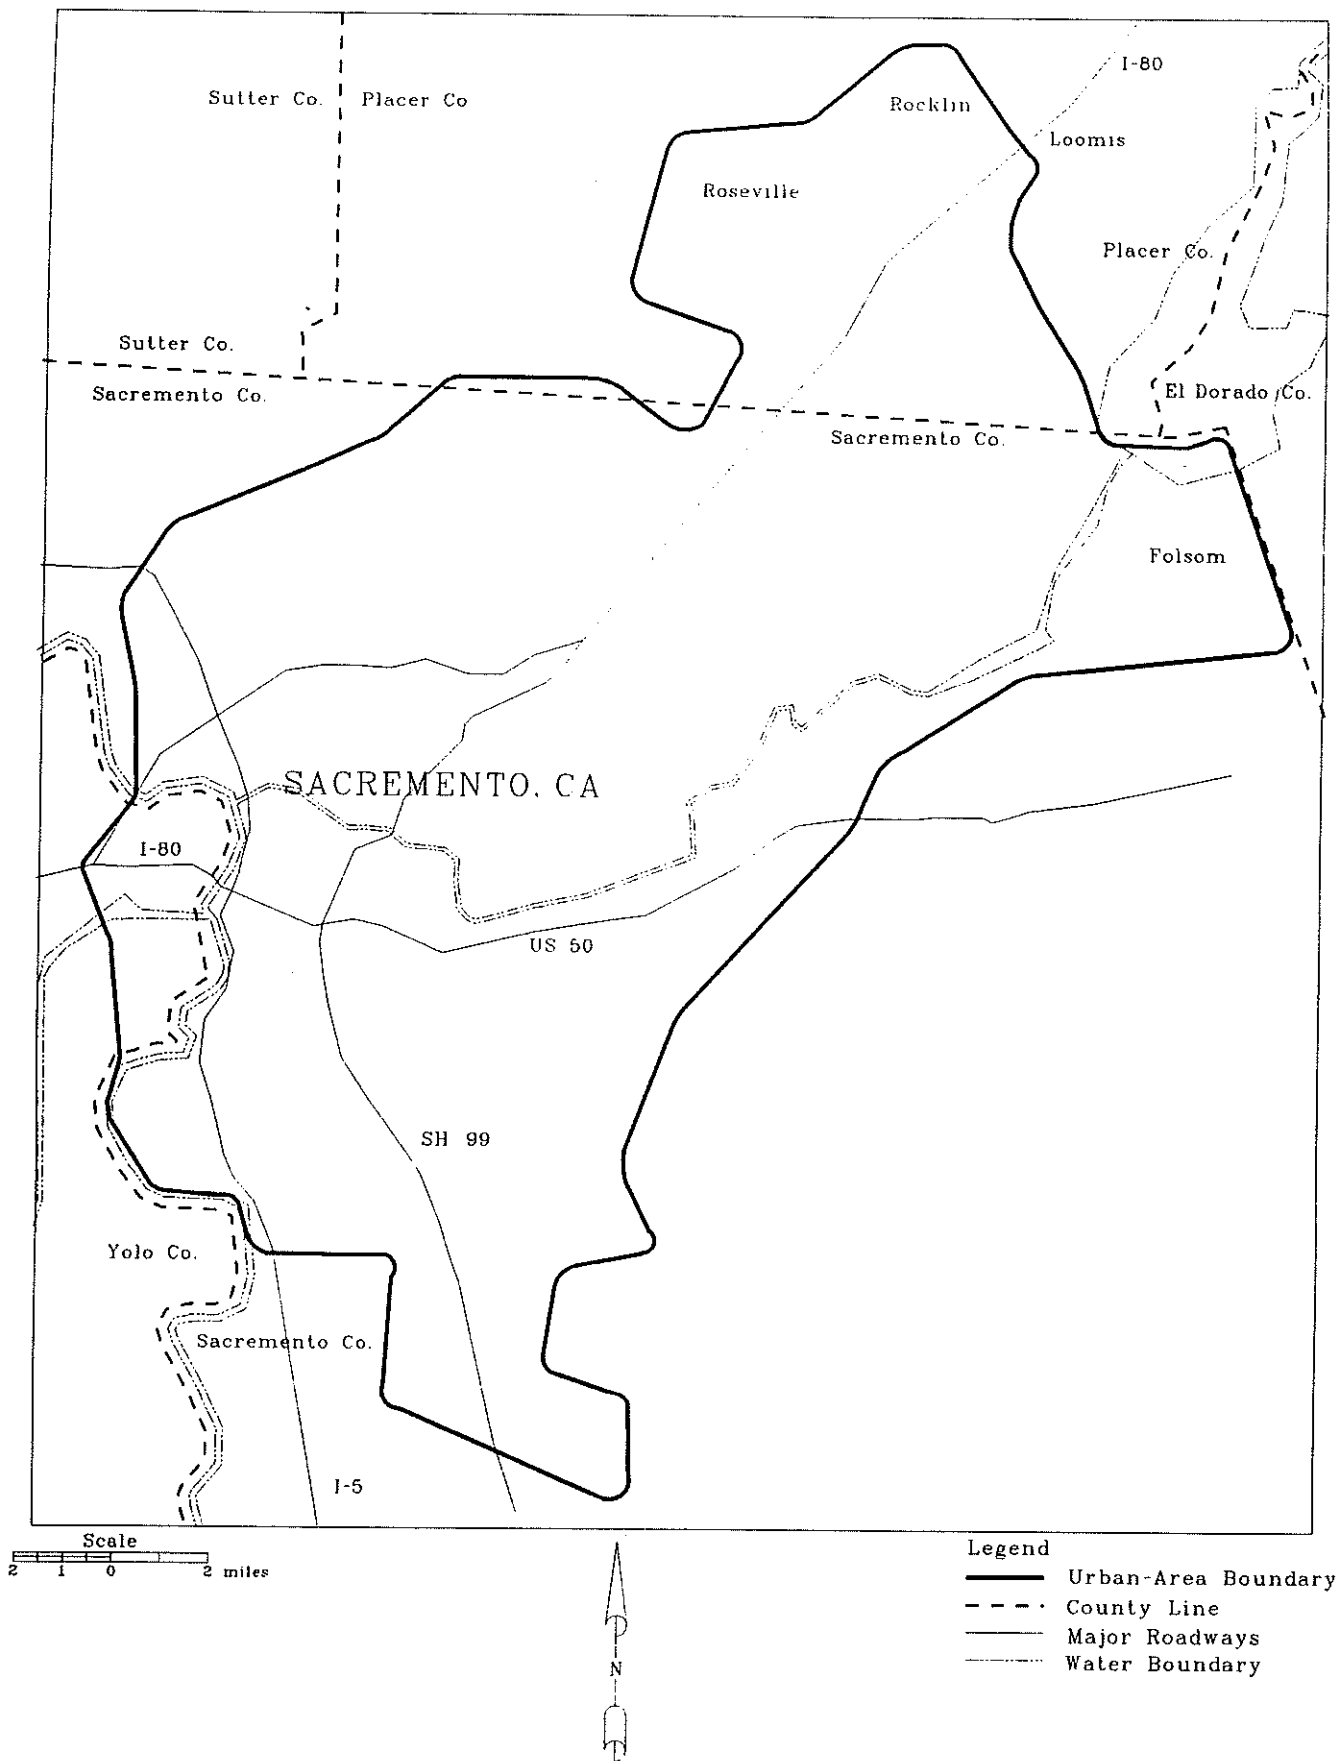 I-80
Sutter Co.
Placer Co
Rocklin
Loomis
Roseville
Placer Co.
Sutter Co.
Sacremento Co.
El Dorado Co.
Sacremento Co.
Folsom
SACREMENTO, CA
I-80
US 50
SH 99
Yolo Co.
Sacremento Co.
I-5
Scale
2 1 0 2 miles
N
Legend
Urban-Area Boundary
County Line
Major Roadways
Water Boundary